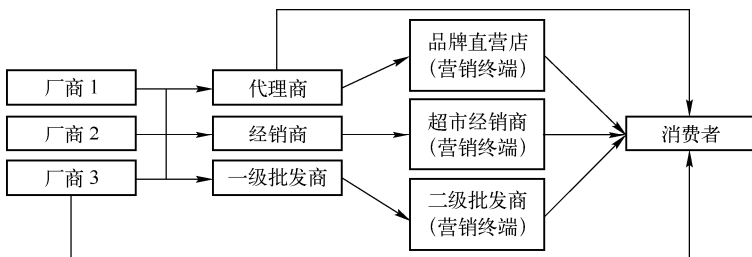 品牌直营店
(营销终端)
厂商 1
代理商
厂商 2
经销商
超市经销商
(营销终端)
消费者
厂商 3
一级批发商
二级批发商
(营销终端)